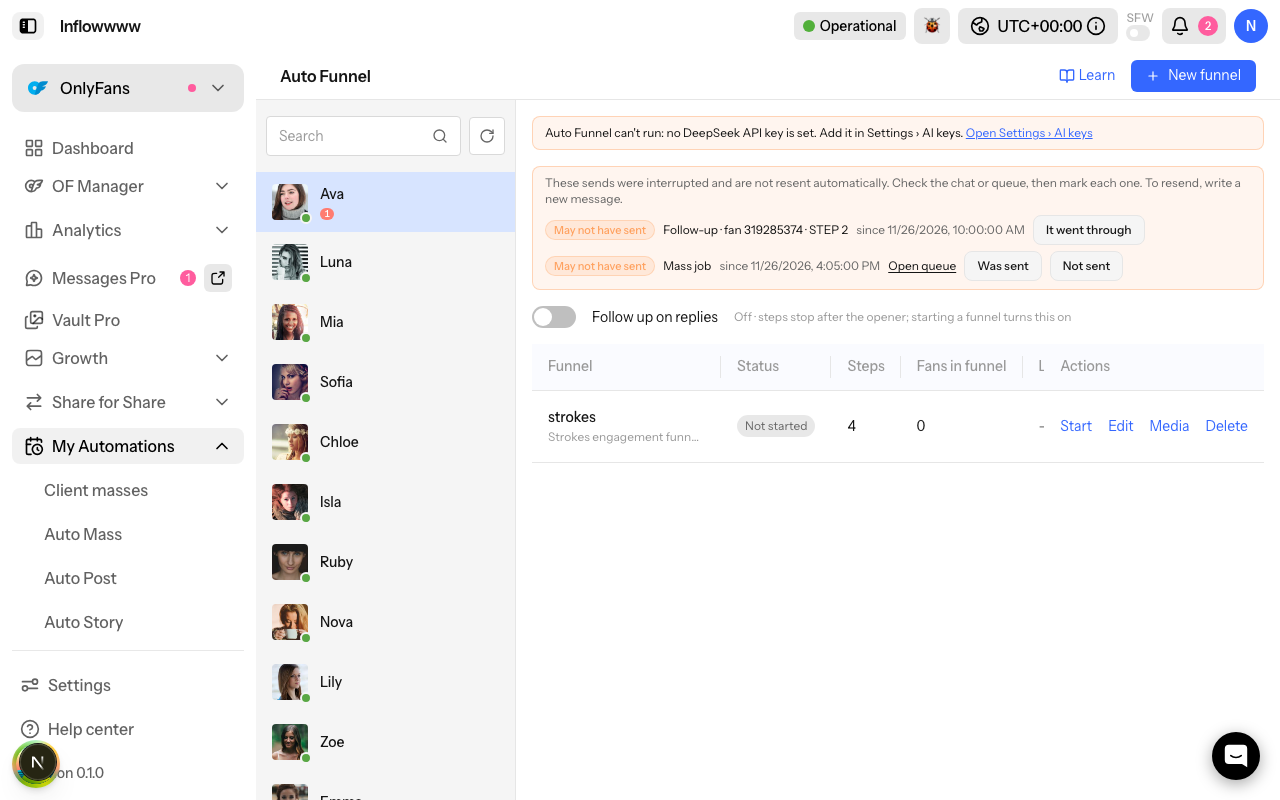 Inflowwww
Operational
UTC+00:00
SFW
2
N
OnlyFans
Dashboard
OF Manager
Analytics
Messages Pro
1
Vault Pro
Growth
Share for Share
My Automations
Client masses
Auto Mass
Auto Post
Auto Story
Settings
Help center
N
on 0.1.0
Auto Funnel
Learn
+ New funnel
Search
Ava
1
Luna
Mia
Sofia
Chloe
Isla
Ruby
Nova
Lily
Zoe
Auto Funnel can't run: no DeepSeek API key is set. Add it in Settings › AI keys. Open Settings › AI keys
These sends were interrupted and are not resent automatically. Check the chat or queue, then mark each one. To resend, write a
new message.
May not have sent Follow-up · fan 319285374 · STEP 2 since 11/26/2026, 10:00:00 AM It went through
May not have sent Mass job since 11/26/2026, 4:05:00 PM Open queue Was sent Not sent
Follow up on replies Off · steps stop after the opener; starting a funnel turns this on
Funnel Status Steps Fans in funnel L Actions
strokes Not started 4 0 - Start Edit Media Delete
Strokes engagement funn...